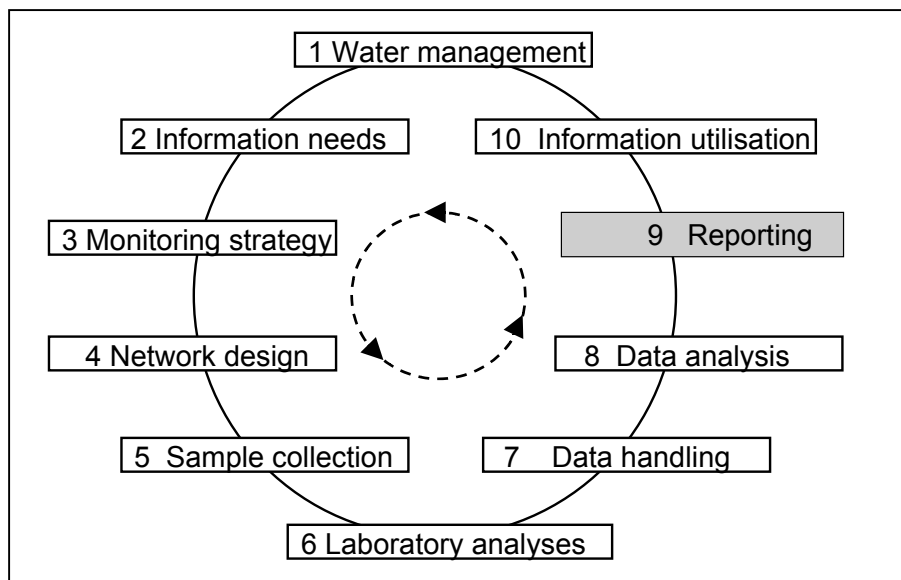 1 Water management
2 Information needs
10 Information utilisation
3 Monitoring strategy
9 Reporting
4 Network design
8 Data analysis
5 Sample collection
7 Data handling
6 Laboratory analyses